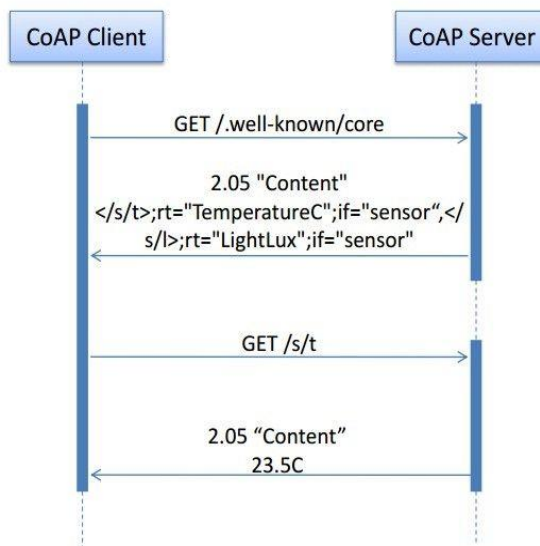 CoAP Client
CoAP Server
GET /.well-known/core
2.05 "Content"
</s/t>;rt="TemperatureC";if="sensor“,</
s/l>;rt="LightLux";if="sensor"
GET /s/t
2.05 “Content”
23.5C